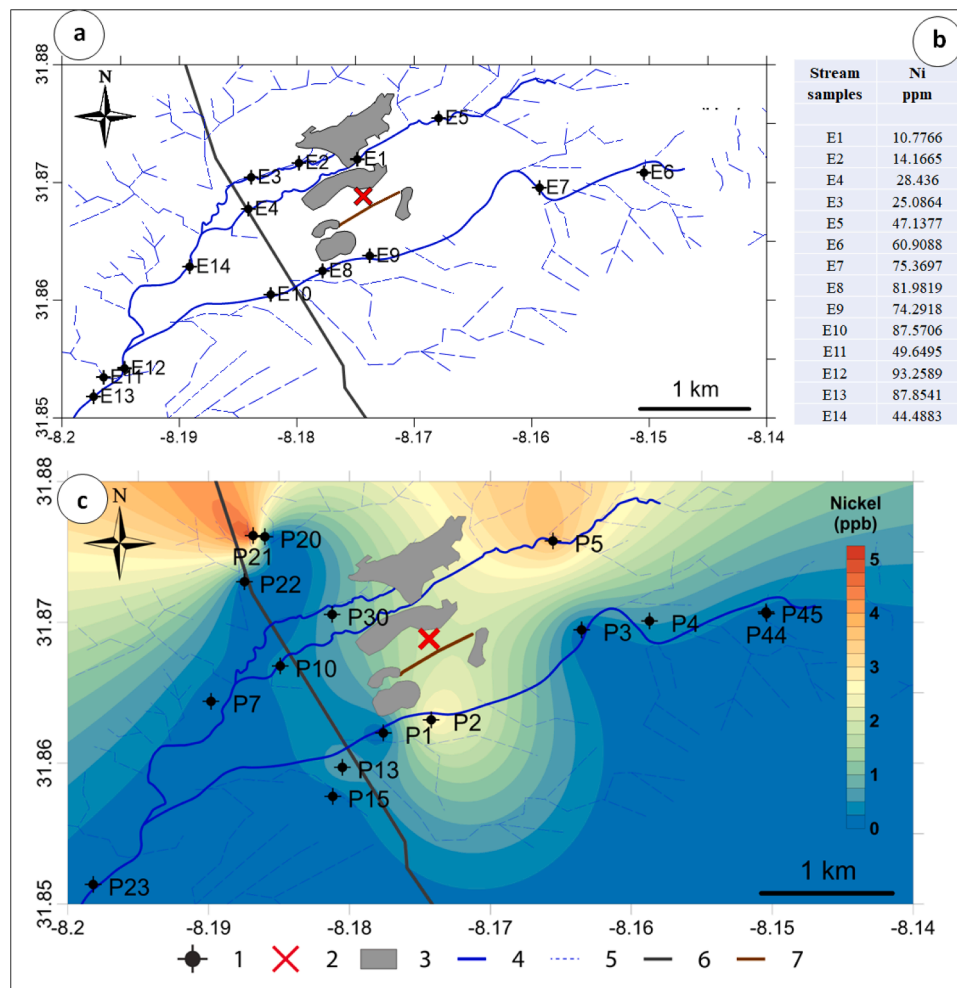 a
b
N
31.88
31.87
31.86
31.85
E5
E1
E2
E3
E4
E6
E7
E14
E9
E8
E10
E12
E11
E13
1 km
-8.2
-8.19
-8.18
-8.17
-8.16
-8.15
-8.14
Stream samples Ni ppm
E1 10.7766
E2 14.1665
E4 28.436
E3 25.0864
E5 47.1377
E6 60.9088
E7 75.3697
E8 81.9819
E9 74.2918
E10 87.5706
E11 49.6495
E12 93.2589
E13 87.8541
E14 44.4883
c
N
31.88
31.87
31.86
31.85
Nickel
(ppb)
5
4
3
2
1
0
P21
P20
P5
P22
P30
P3
P4
P44
P45
P10
P7
P1
P2
P13
P15
P23
1 km
-8.2
-8.19
-8.18
-8.17
-8.16
-8.15
-8.14
1 2 3 4 5 6 7